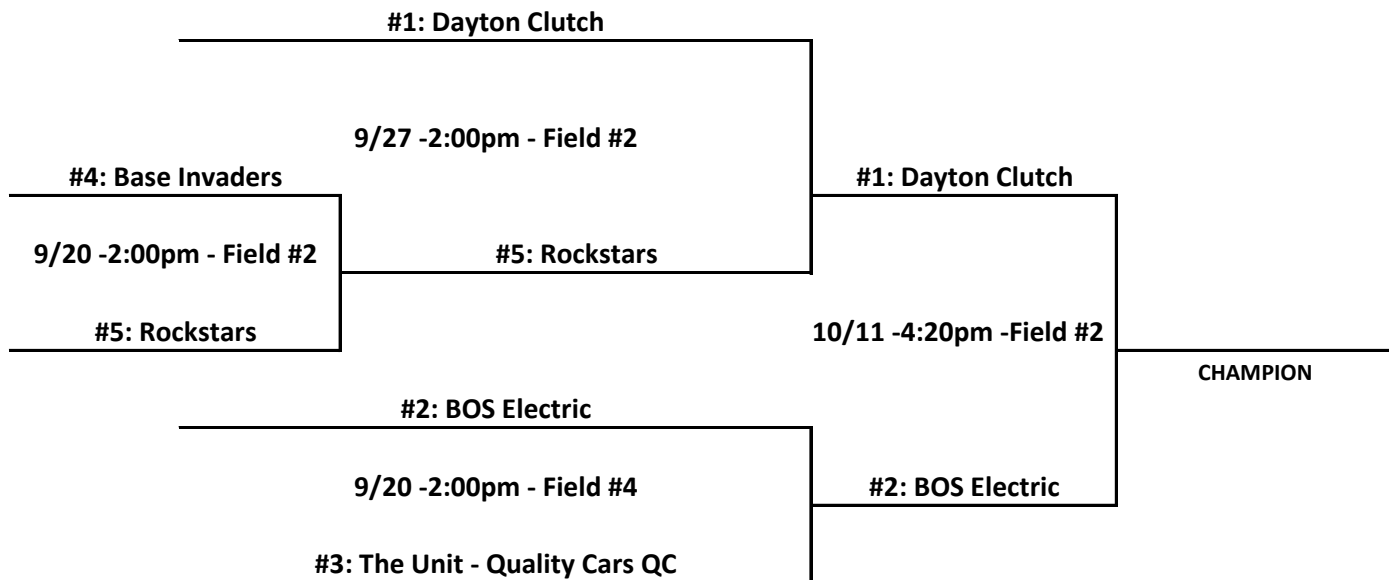 #1: Dayton Clutch
9/27 -2:00pm - Field #2
#4: Base Invaders
#1: Dayton Clutch
9/20 -2:00pm - Field #2
#5: Rockstars
#5: Rockstars
10/11 -4:20pm -Field #2
CHAMPION
#2: BOS Electric
9/20 -2:00pm - Field #4
#2: BOS Electric
#3: The Unit - Quality Cars QC